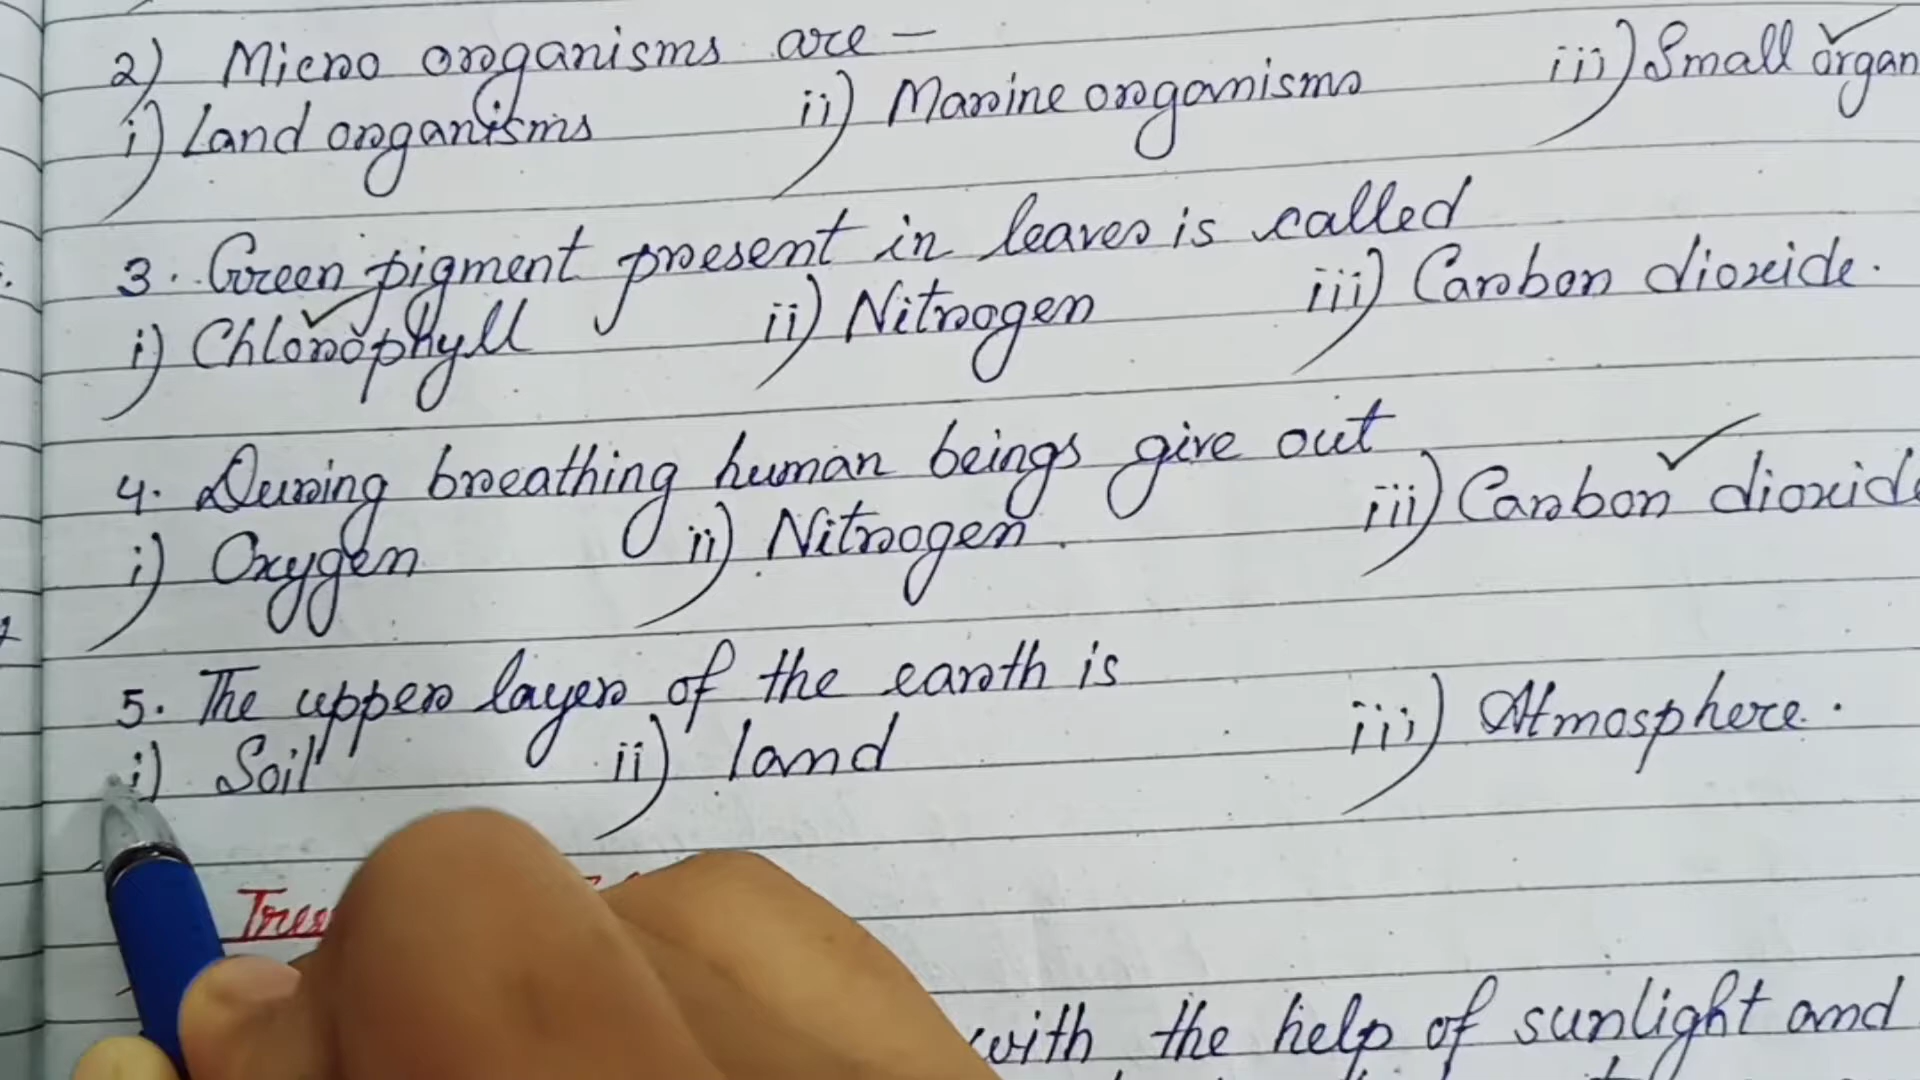 2) Micro organisms are —
i) Land organisms ii) Marine organisms iii) Small organ
3. Green pigment present in leaves is called
i) Chlorophyll ii) Nitrogen iii) Carbon dioxide.
4. During breathing human beings give out
i) Oxygen ii) Nitrogen. iii) Carbon dioxide
5. The upper layer of the earth is
i) Soil ii) land iii) Atmosphere.
with the help of sunlight and